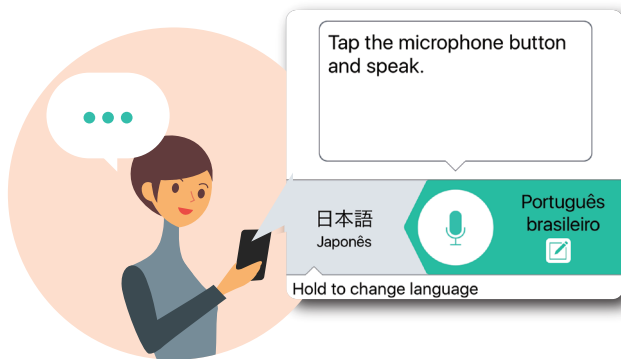 Tap the microphone button
and speak.
日本語
Japonês
Português
brasileiro
Hold to change language